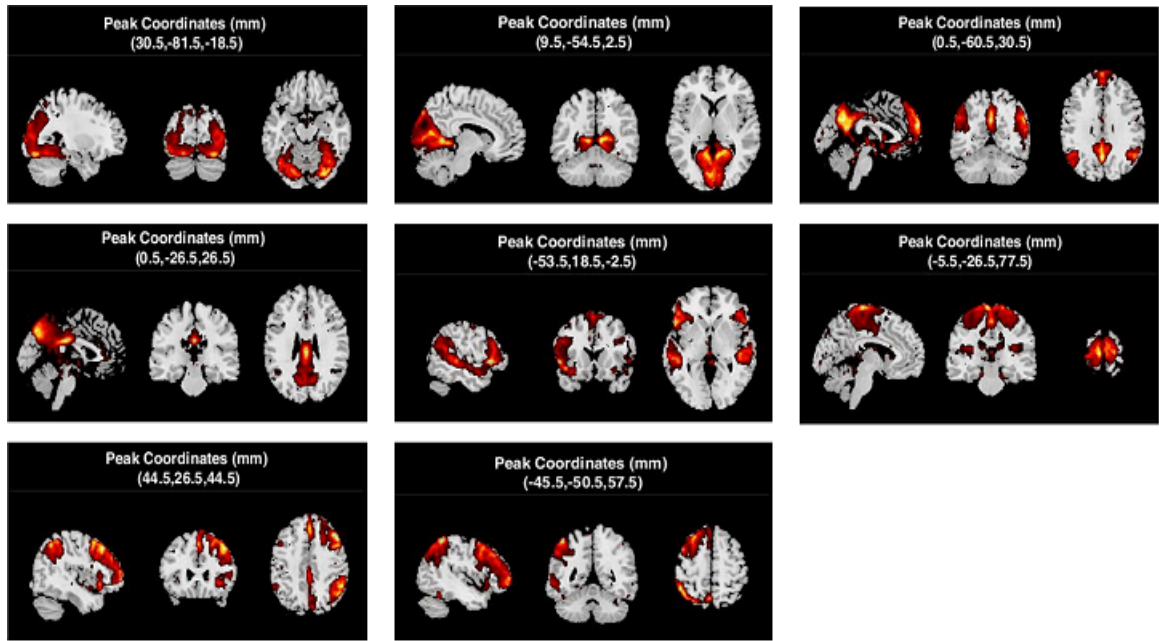 Peak Coordinates (mm)
(30.5,-81.5,-18.5)
Peak Coordinates (mm)
(9.5,-54.5,2.5)
Peak Coordinates (mm)
(0.5,-60.5,30.5)
Peak Coordinates (mm)
(0.5,-26.5,26.5)
Peak Coordinates (mm)
(-53.5,18.5,-2.5)
Peak Coordinates (mm)
(-5.5,-26.5,77.5)
Peak Coordinates (mm)
(44.5,26.5,44.5)
Peak Coordinates (mm)
(-45.5,-50.5,57.5)